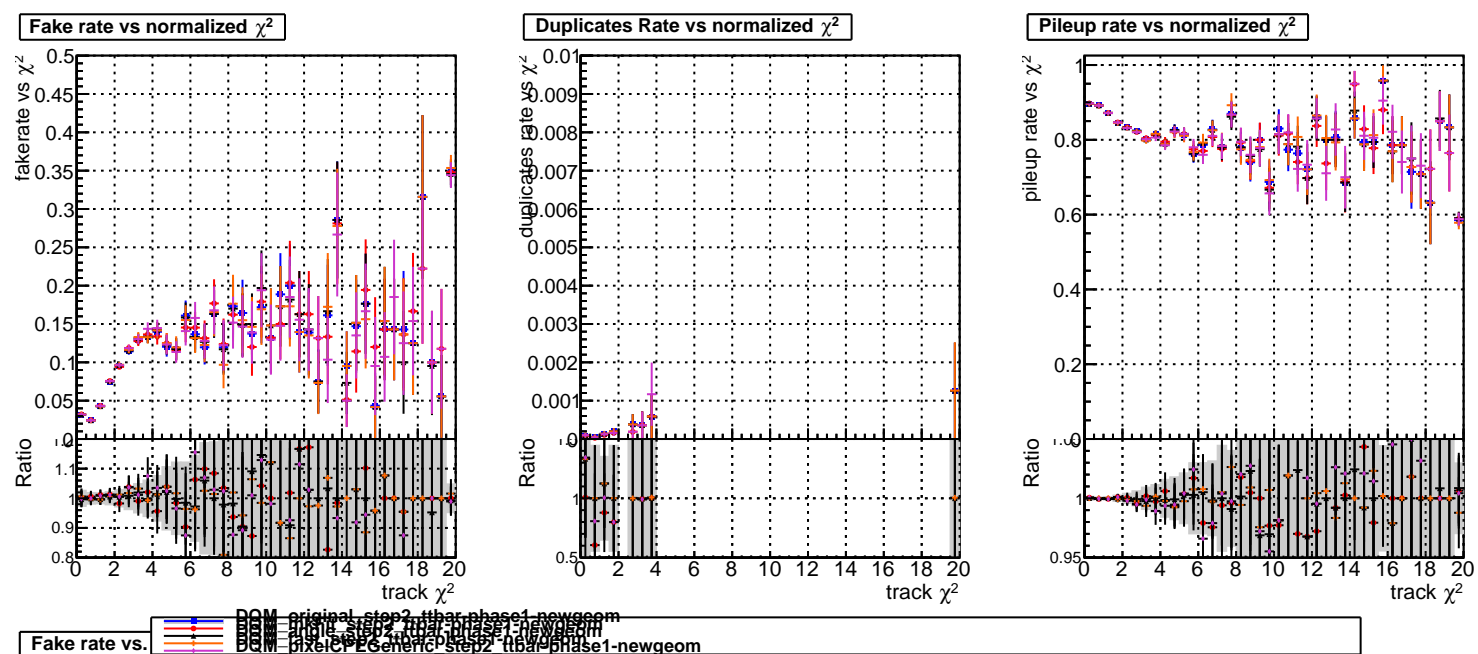 Fake rate vs normalized χ²
Duplicates Rate vs normalized χ²
Pileup rate vs normalized χ²
fakerate vs χ²
0.5
0.45
0.4
0.35
0.3
0.25
0.2
0.15
0.1
0.05
0
Ratio
1.1
1
0.9
0.8
0 2 4 6 8 10 12 14 16 18 20
track χ²
duplicates rate vs χ²
0.01
0.009
0.008
0.007
0.006
0.005
0.004
0.003
0.002
0.001
0
Ratio
1
0.5
0 2 4 6 8 10 12 14 16 18 20
track χ²
pileup rate vs χ²
1
0.8
0.6
0.4
0.2
0
Ratio
1
0.95
0 2 4 6 8 10 12 14 16 18 20
track χ²
DQM_original_step2_ttbar-phase1-newgeom
DQM_angle_step2_ttbar-phase1-newgeom
DQM_pixelCPEGeneric_step2_ttbar-phase1-newgeom
Fake rate vs.